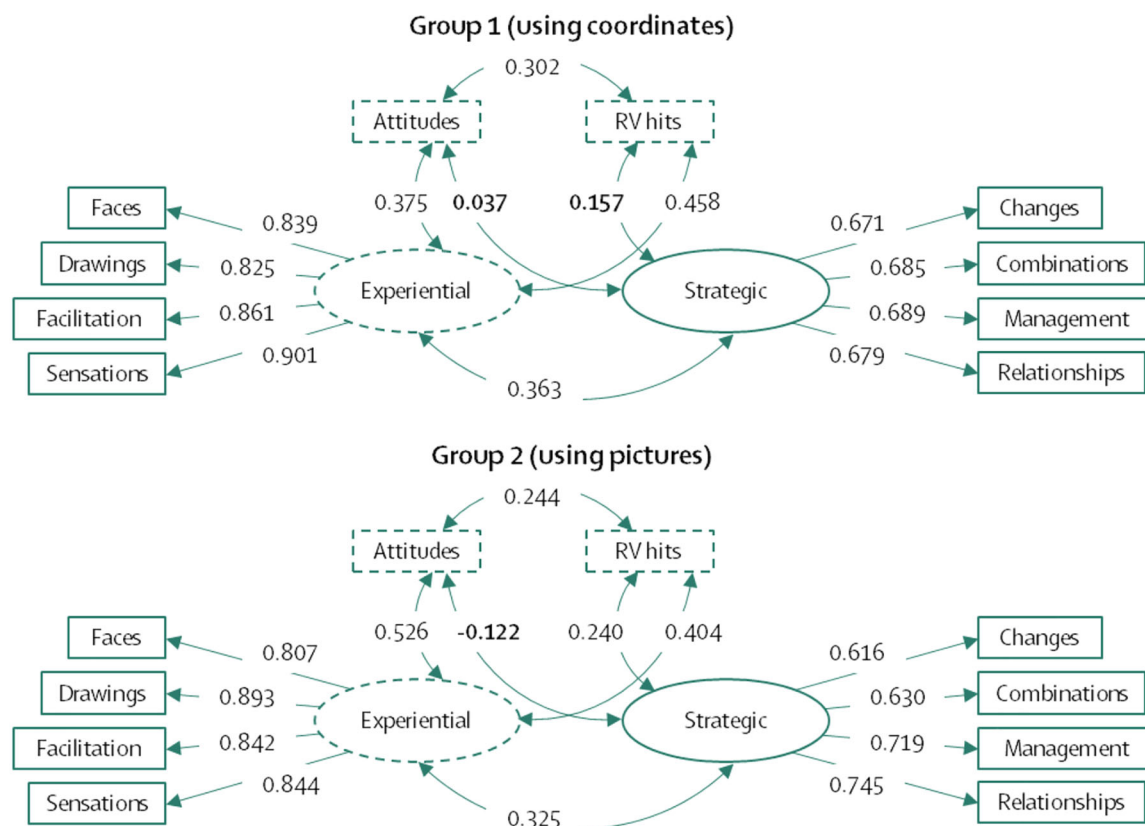 Group 1 (using coordinates)
0.302
Attitudes RV hits
0.375 0.037 0.157 0.458
Faces 0.839 0.671 Changes
Drawings 0.825 0.685 Combinations
Experiential Strategic
Facilitation 0.861 0.689 Management
Sensations 0.901 0.679 Relationships
0.363
Group 2 (using pictures)
0.244
Attitudes RV hits
0.526 -0.122 0.240 0.404
Faces 0.807 0.616 Changes
Drawings 0.893 0.630 Combinations
Experiential Strategic
Facilitation 0.842 0.719 Management
Sensations 0.844 0.745 Relationships
0.325